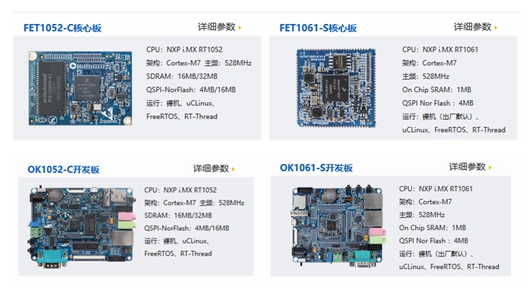 FET1052-C核心板 详细参数
CPU：NXP i.MX RT1052
架构：Cortex-M7 主频：528MHz
SDRAM：16MB/32MB
QSPI-NorFlash：4MB/16MB
运行：裸机、uCLinux、
FreeRTOS、RT-Thread
FET1061-S核心板 详细参数
CPU：NXP i.MX RT1061
架构：Cortex-M7
主频：528MHz
On Chip SRAM：1MB
QSPI Nor Flash ：4MB
运行：裸机（出厂默认）、
uCLinux、FreeRTOS、RT-Thread
OK1052-C开发板 详细参数
CPU：NXP i.MX RT1052
架构：Cortex-M7 主频：528MHz
SDRAM：16MB/32MB
QSPI-NorFlash：4MB/16MB
运行：裸机、uCLinux、
FreeRTOS、RT-Thread
OK1061-S开发板 详细参数
CPU：NXP i.MX RT1061
架构：Cortex-M7
主频：528MHz
On Chip SRAM：1MB
QSPI Nor Flash ：4MB
运行：裸机（出厂默认）、
uCLinux、FreeRTOS、RT-Thread